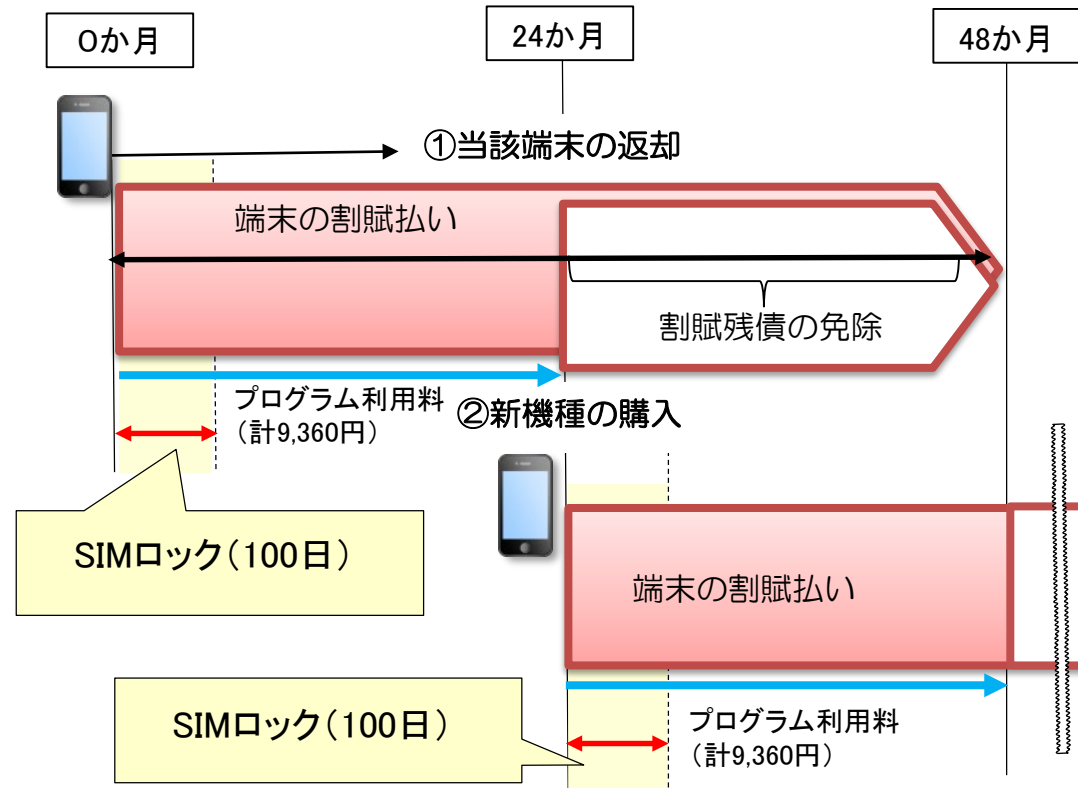 0か月
24か月
48か月
①当該端末の返却
端末の割賦払い
割賦残債の免除
プログラム利用料
（計9,360円）
②新機種の購入
SIMロック（100日）
端末の割賦払い
SIMロック（100日）
プログラム利用料
（計9,360円）